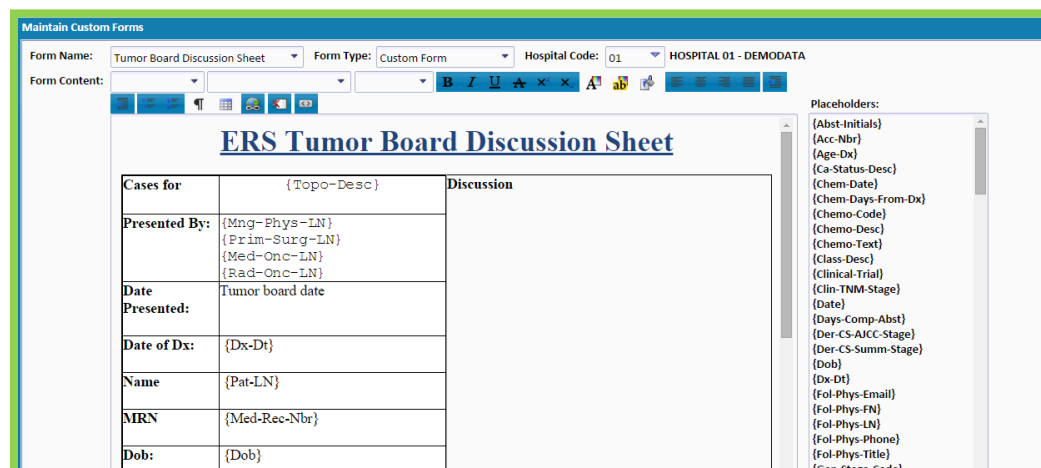 Maintain Custom Forms
Form Name: Tumor Board Discussion Sheet Form Type: Custom Form Hospital Code: 01 HOSPITAL 01 - DEMODATA
Form Content:
B I U A X² X₂ A ab
¶
Placeholders:
ERS Tumor Board Discussion Sheet
Cases for {Topo-Desc} Discussion
Presented By: {Mng-Phys-LN}
{Prim-Surg-LN}
{Med-Onc-LN}
{Rad-Onc-LN}
Date Tumor board date
Presented:
Date of Dx: {Dx-Dt}
Name {Pat-LN}
MRN {Med-Rec-Nbr}
Dob: {Dob}
{Abst-Initials}
{Acc-Nbr}
{Age-Dx}
{Ca-Status-Desc}
{Chem-Date}
{Chem-Days-From-Dx}
{Chemo-Code}
{Chemo-Desc}
{Chemo-Text}
{Class-Desc}
{Clinical-Trial}
{Clin-TNM-Stage}
{Date}
{Days-Comp-Abst}
{Der-CS-AJCC-Stage}
{Der-CS-Summ-Stage}
{Dob}
{Dx-Dt}
{Fol-Phys-Email}
{Fol-Phys-FN}
{Fol-Phys-LN}
{Fol-Phys-Phone}
{Fol-Phys-Title}